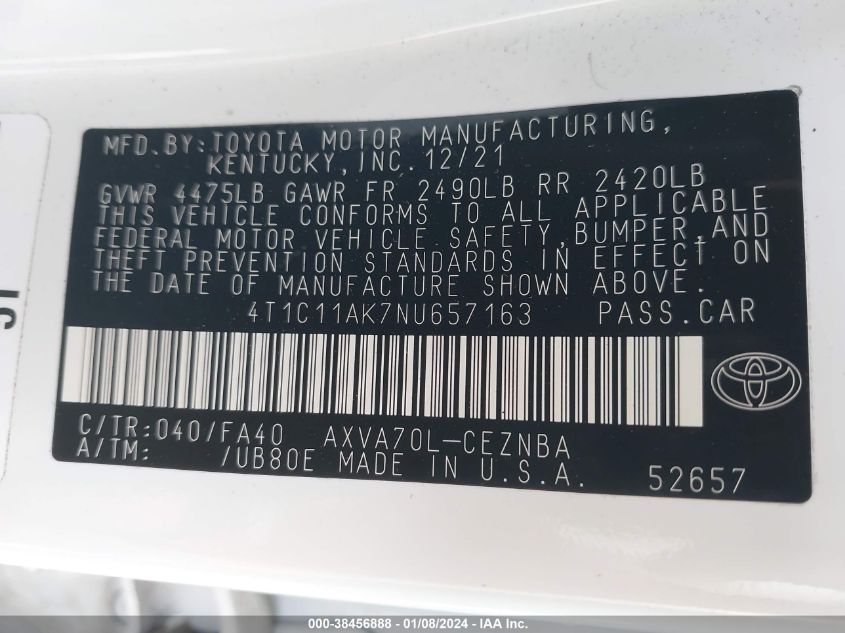 MFD.BY:TOYOTA MOTOR MANUFACTURING,
KENTUCKY,INC. 12/21
GVWR 4475LB GAWR FR 2490LB RR 2420LB
THIS VEHICLE CONFORMS TO ALL APPLICABLE
FEDERAL MOTOR VEHICLE SAFETY,BUMPER,AND
THEFT PREVENTION STANDARDS IN EFFECT ON
THE DATE OF MANUFACTURE SHOWN ABOVE.
4T1C11AK7NU657163 PASS.CAR
C/TR:040/FA40 AXVA70L-CEZNBA
A/TM: /UB80E MADE IN U.S.A.
52657
000-38456888 - 01/08/2024 - IAA Inc.